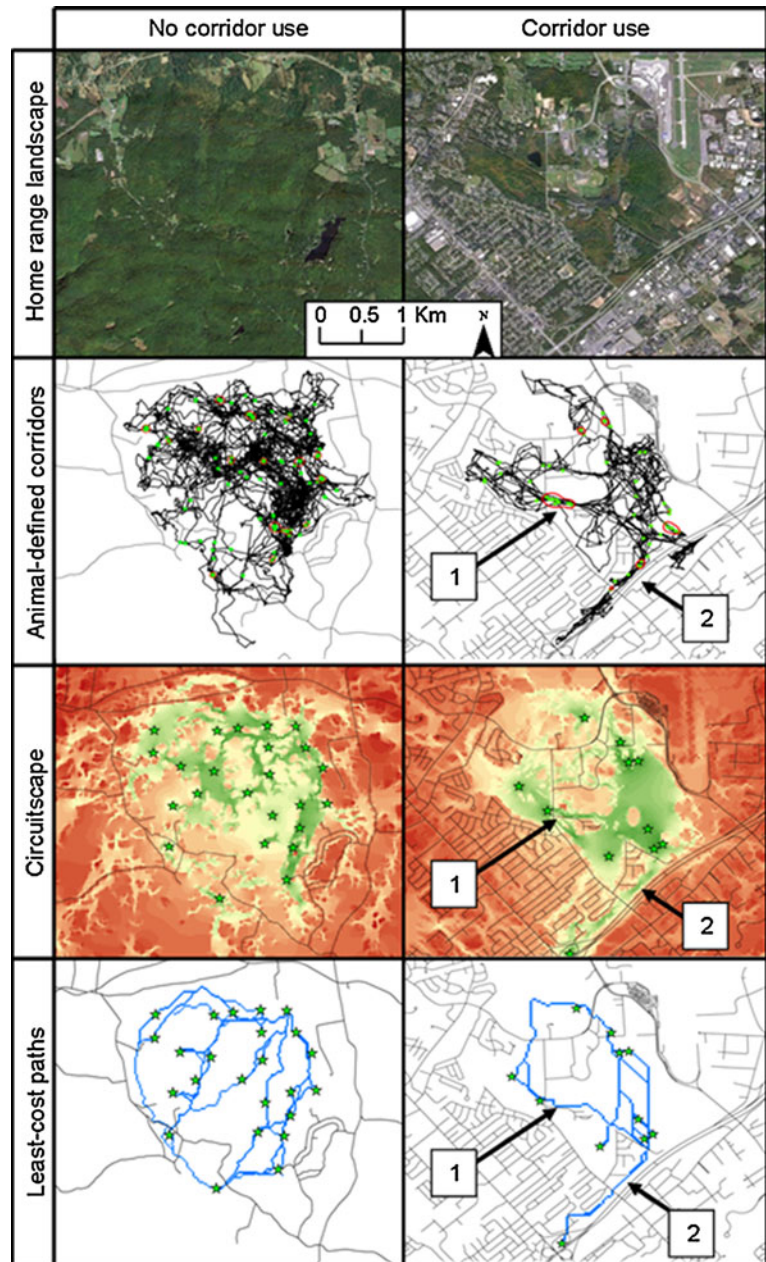 No corridor use
Corridor use
Home range landscape
0 0.5 1 Km
N
Animal-defined corridors
1
2
Circuitscape
1
2
Least-cost paths
1
2